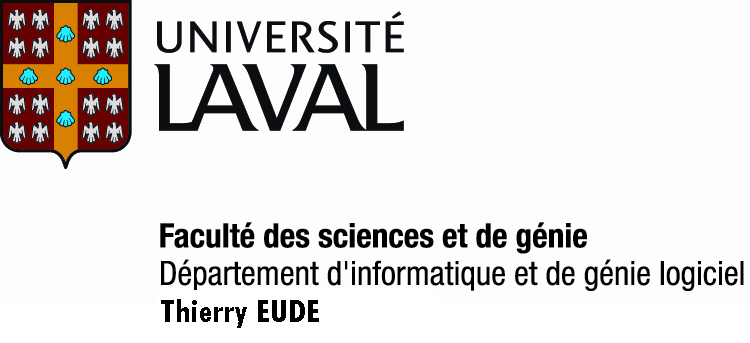 UNIVERSITÉ
LAVAL
Faculté des sciences et de génie
Département d'informatique et de génie logiciel
Thierry EUDE